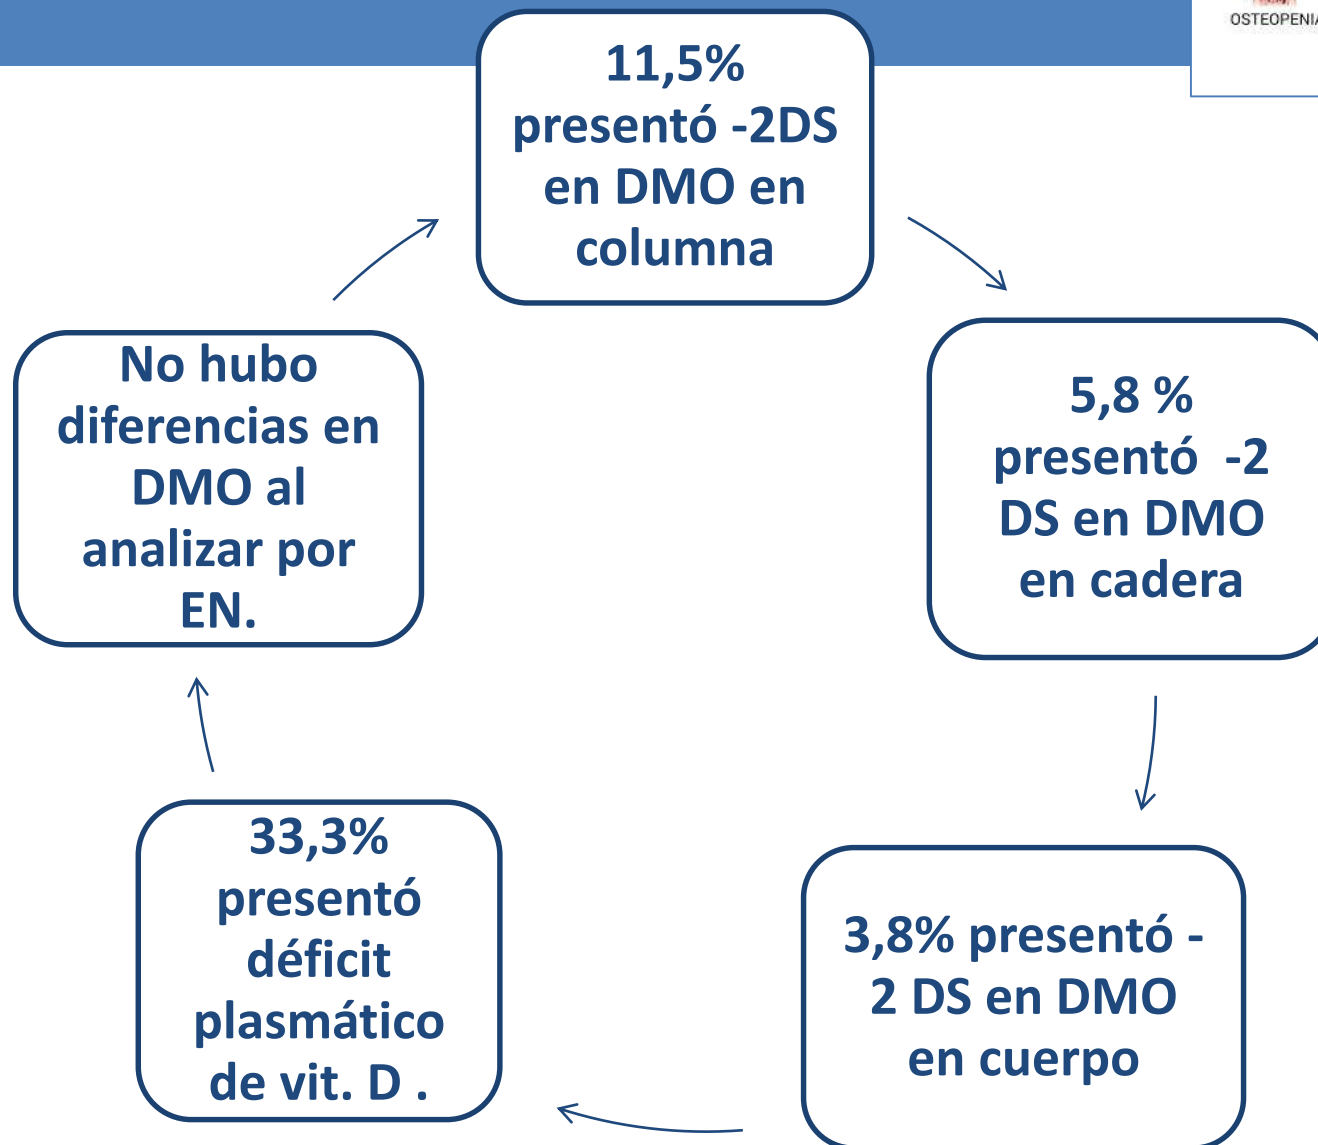 OSTEOPENIA
11,5%
presentó -2DS
en DMO en
columna
5,8 %
presentó -2
DS en DMO
en cadera
3,8% presentó -
2 DS en DMO
en cuerpo
33,3%
presentó
déficit
plasmático
de vit. D .
No hubo
diferencias en
DMO al
analizar por
EN.